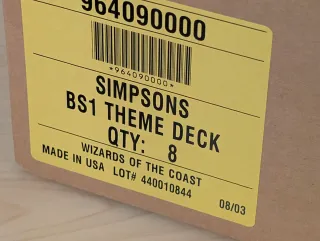 964090000
*964090000*
SIMPSONS
BS1 THEME DECK
QTY: 8
WIZARDS OF THE COAST
MADE IN USA LOT# 440010844
08/03